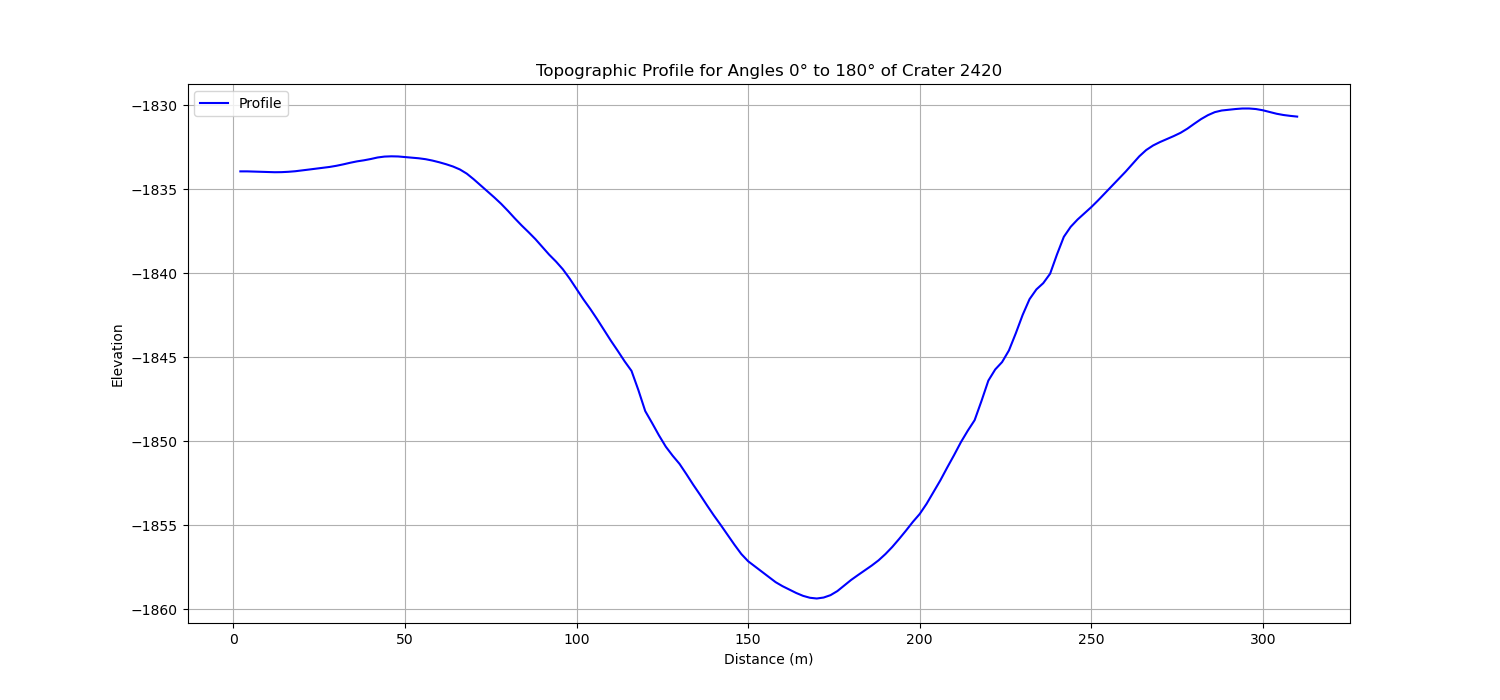 Topographic Profile for Angles 0° to 180° of Crater 2420
Profile
−1830
−1835
−1840
−1845
−1850
−1855
−1860
Elevation
0 50 100 150 200 250 300
Distance (m)